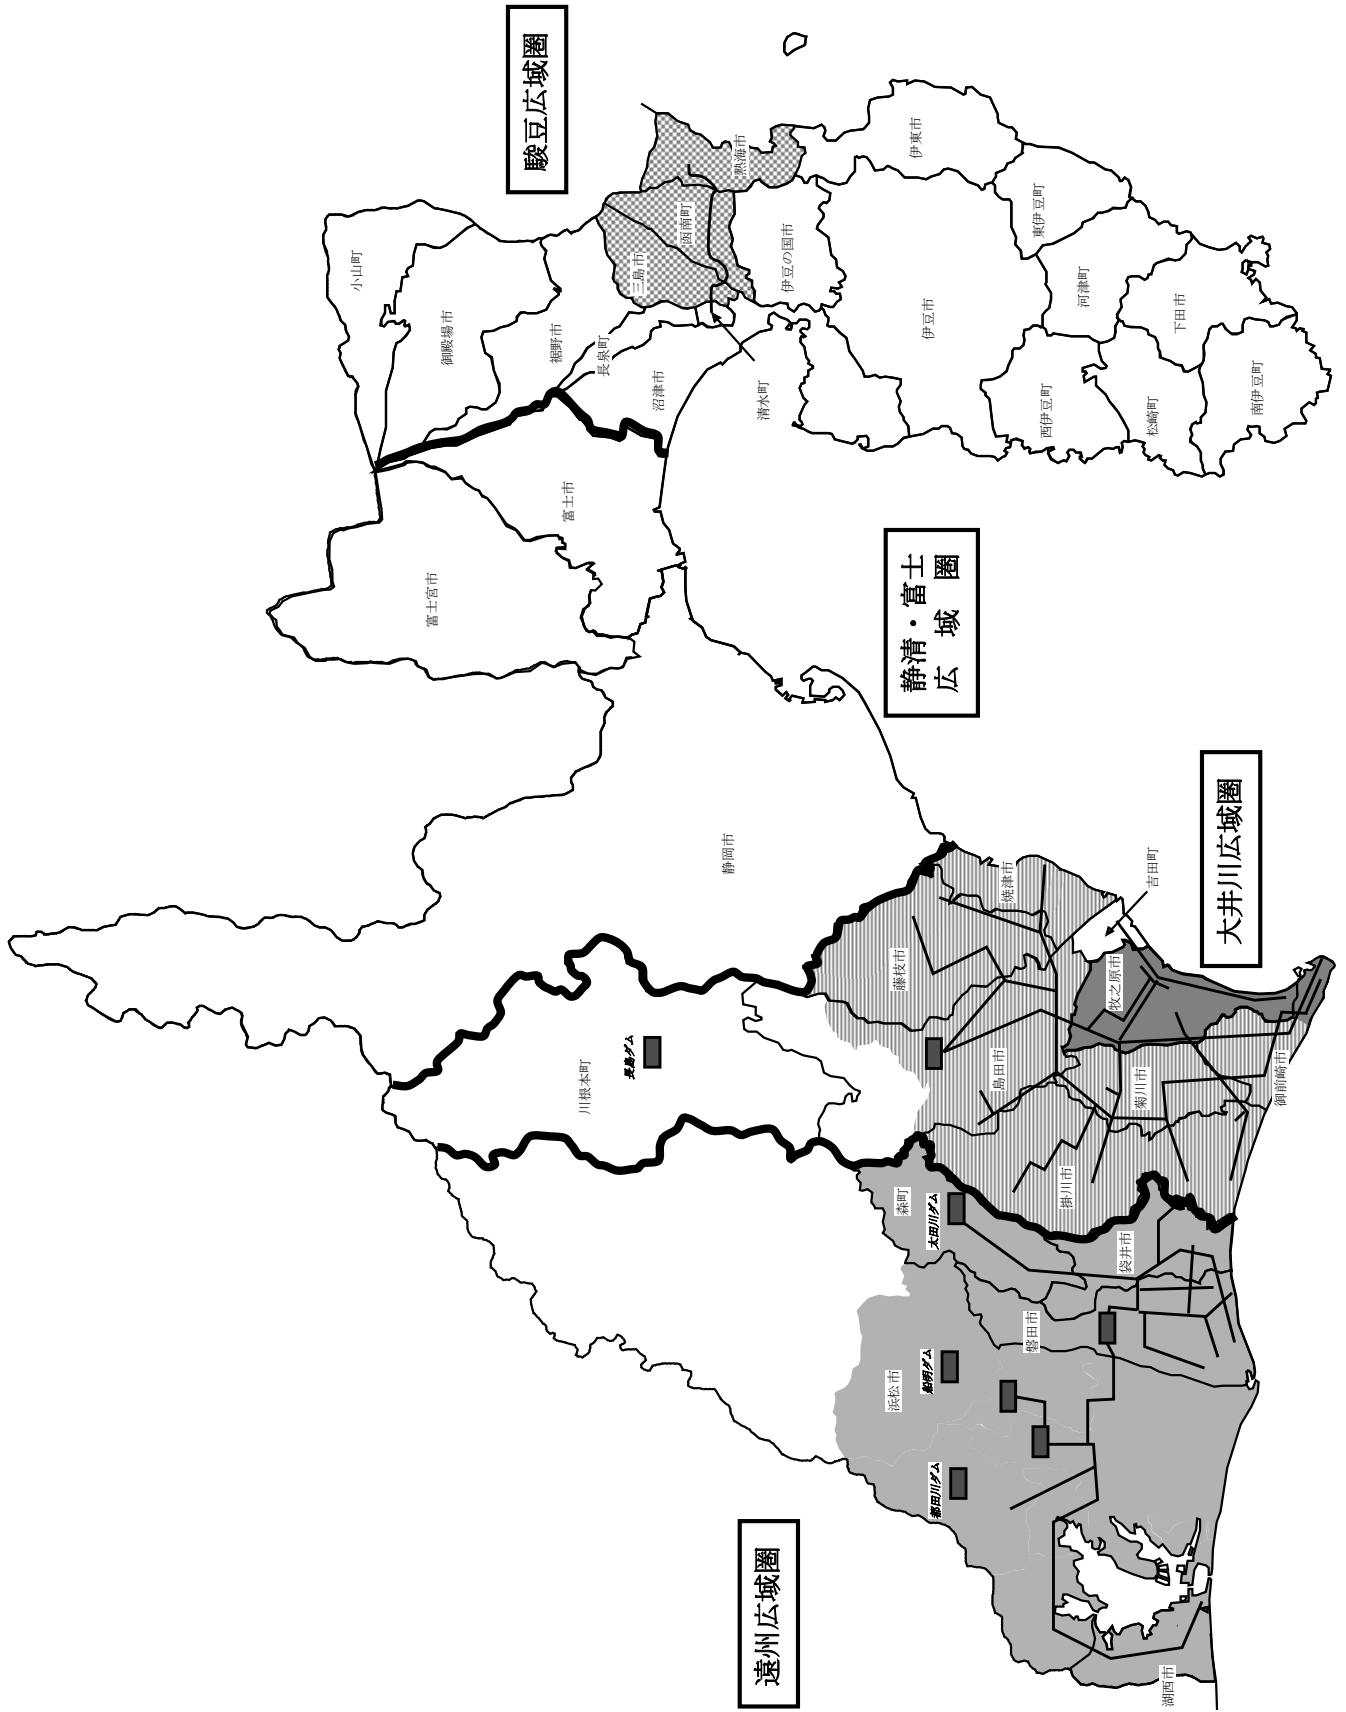 駿豆広域圏
小山町
御殿場市
裾野市
長泉町
沼津市
清水町
三島市
函南町
熱海市
伊豆の国市
伊東市
伊豆市
東伊豆町
河津町
下田市
西伊豆町
松崎町
南伊豆町
静清・富士
広域圏
富士市
富士宮市
静岡市
大井川広域圏
焼津市
吉田町
藤枝市
牧之原市
島田市
菊川市
御前崎市
掛川市
川根本町
長島ダム
遠州広域圏
森町
太田川ダム
袋井市
磐田市
浜松市
船明ダム
都田川ダム
湖西市